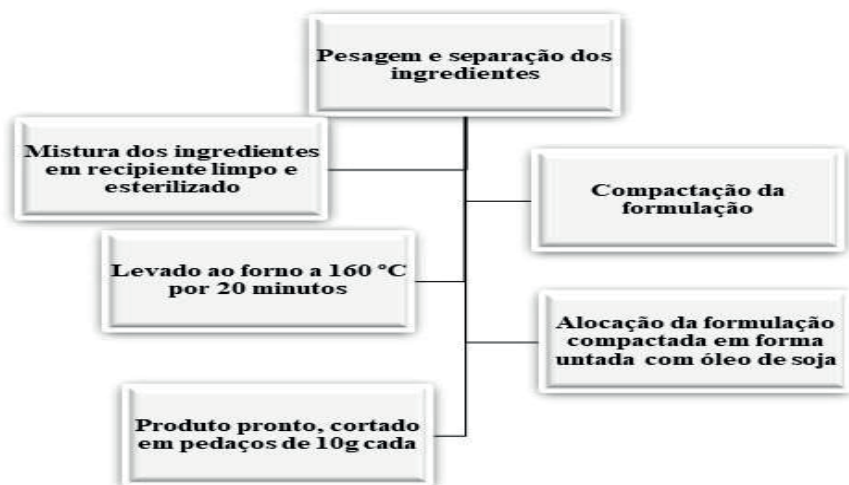 Pesagem e separação dos
ingredientes
Mistura dos ingredientes
em recipiente limpo e
esterilizado
Compactação da
formulação
Levado ao forno a 160 °C
por 20 minutos
Alocação da formulação
compactada em forma
untada com óleo de soja
Produto pronto, cortado
em pedaços de 10g cada